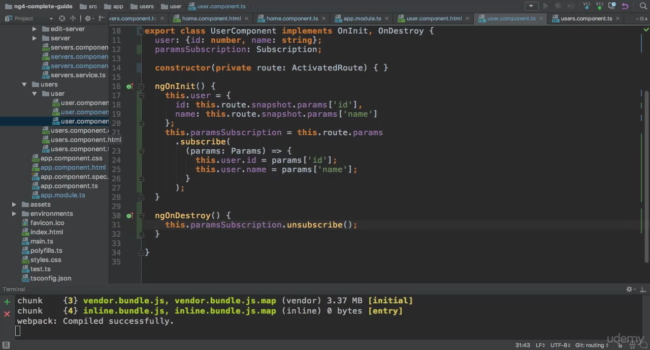 ng4-complete-guide src app users user
servers.component.h home.component.html home.component.ts app.module.ts user.component.html user.component.ts users.component.ts
edit-server
server
servers.component
servers.component
servers.component
servers.service.ts
users
user
user.componen
user.componen
user.componen
users.component.
users.component.html
users.component.ts
app.component.css
app.component.html
app.component.spec.
app.component.ts
app.module.ts
assets
environments
favicon.ico
index.html
main.ts
polyfills.ts
styles.css
test.ts
tsconfig.json
10 export class UserComponent implements OnInit, OnDestroy {
11 user: {id: number, name: string};
12 paramsSubscription: Subscription;
13
14 constructor(private route: ActivatedRoute) { }
15
16 ngOnInit() {
17 this.user = {
18 id: this.route.snapshot.params['id'],
19 name: this.route.snapshot.params['name']
20 };
21 this.paramsSubscription = this.route.params
22 .subscribe(
23 (params: Params) => {
24 this.user.id = params['id'];
25 this.user.name = params['name'];
26 }
27 );
28 }
29
30 ngOnDestroy() {
31 this.paramsSubscription.unsubscribe();
32 }
33
34 }
35
Terminal
chunk {3} vendor.bundle.js, vendor.bundle.js.map (vendor) 3.37 MB [initial]
chunk {4} inline.bundle.js, inline.bundle.js.map (inline) 0 bytes [entry]
webpack: Compiled successfully.
31:43 LF UTF-8 Git: routing
udemy